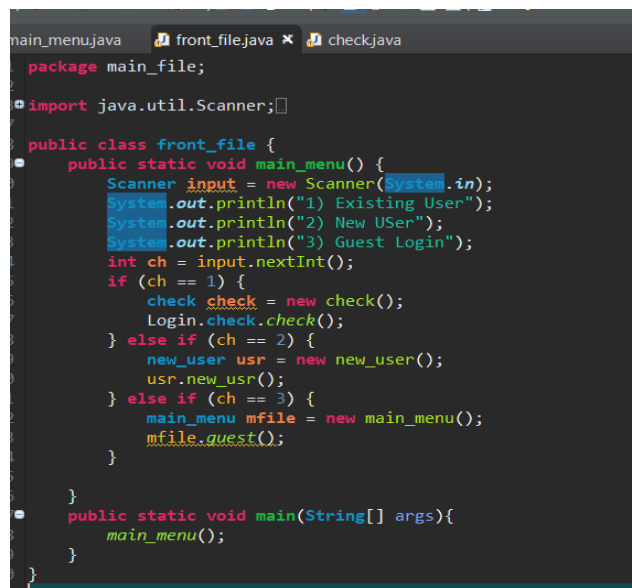 main_menu.java front_file.java check.java
package main_file;
import java.util.Scanner;
public class front_file {
public static void main_menu() {
Scanner input = new Scanner(System.in);
System.out.println("1) Existing User");
System.out.println("2) New USer");
System.out.println("3) Guest Login");
int ch = input.nextInt();
if (ch == 1) {
check check = new check();
Login.check.check();
} else if (ch == 2) {
new_user usr = new new_user();
usr.new_usr();
} else if (ch == 3) {
main_menu mfile = new main_menu();
mfile.guest();
}
}
public static void main(String[] args){
main_menu();
}
}